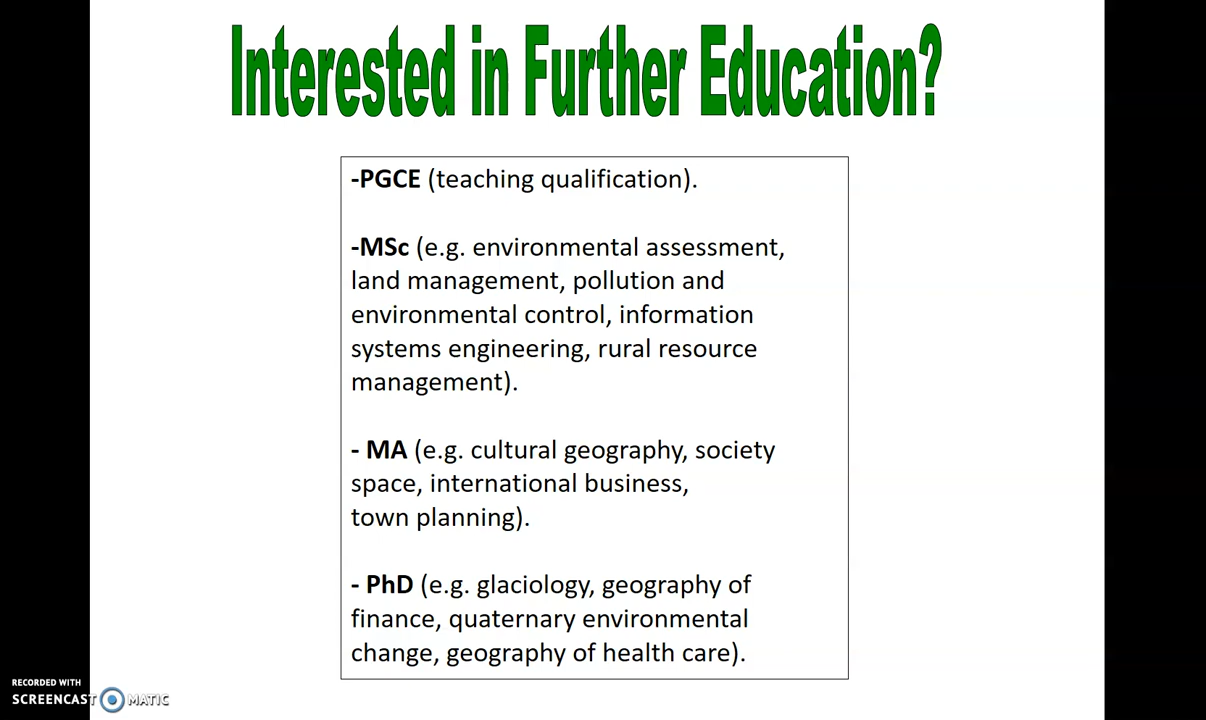 Interested in Further Education?
-PGCE (teaching qualification).
-MSc (e.g. environmental assessment,
land management, pollution and
environmental control, information
systems engineering, rural resource
management).
- MA (e.g. cultural geography, society
space, international business,
town planning).
- PhD (e.g. glaciology, geography of
finance, quaternary environmental
change, geography of health care).
RECORDED WITH
SCREENCAST MATIC